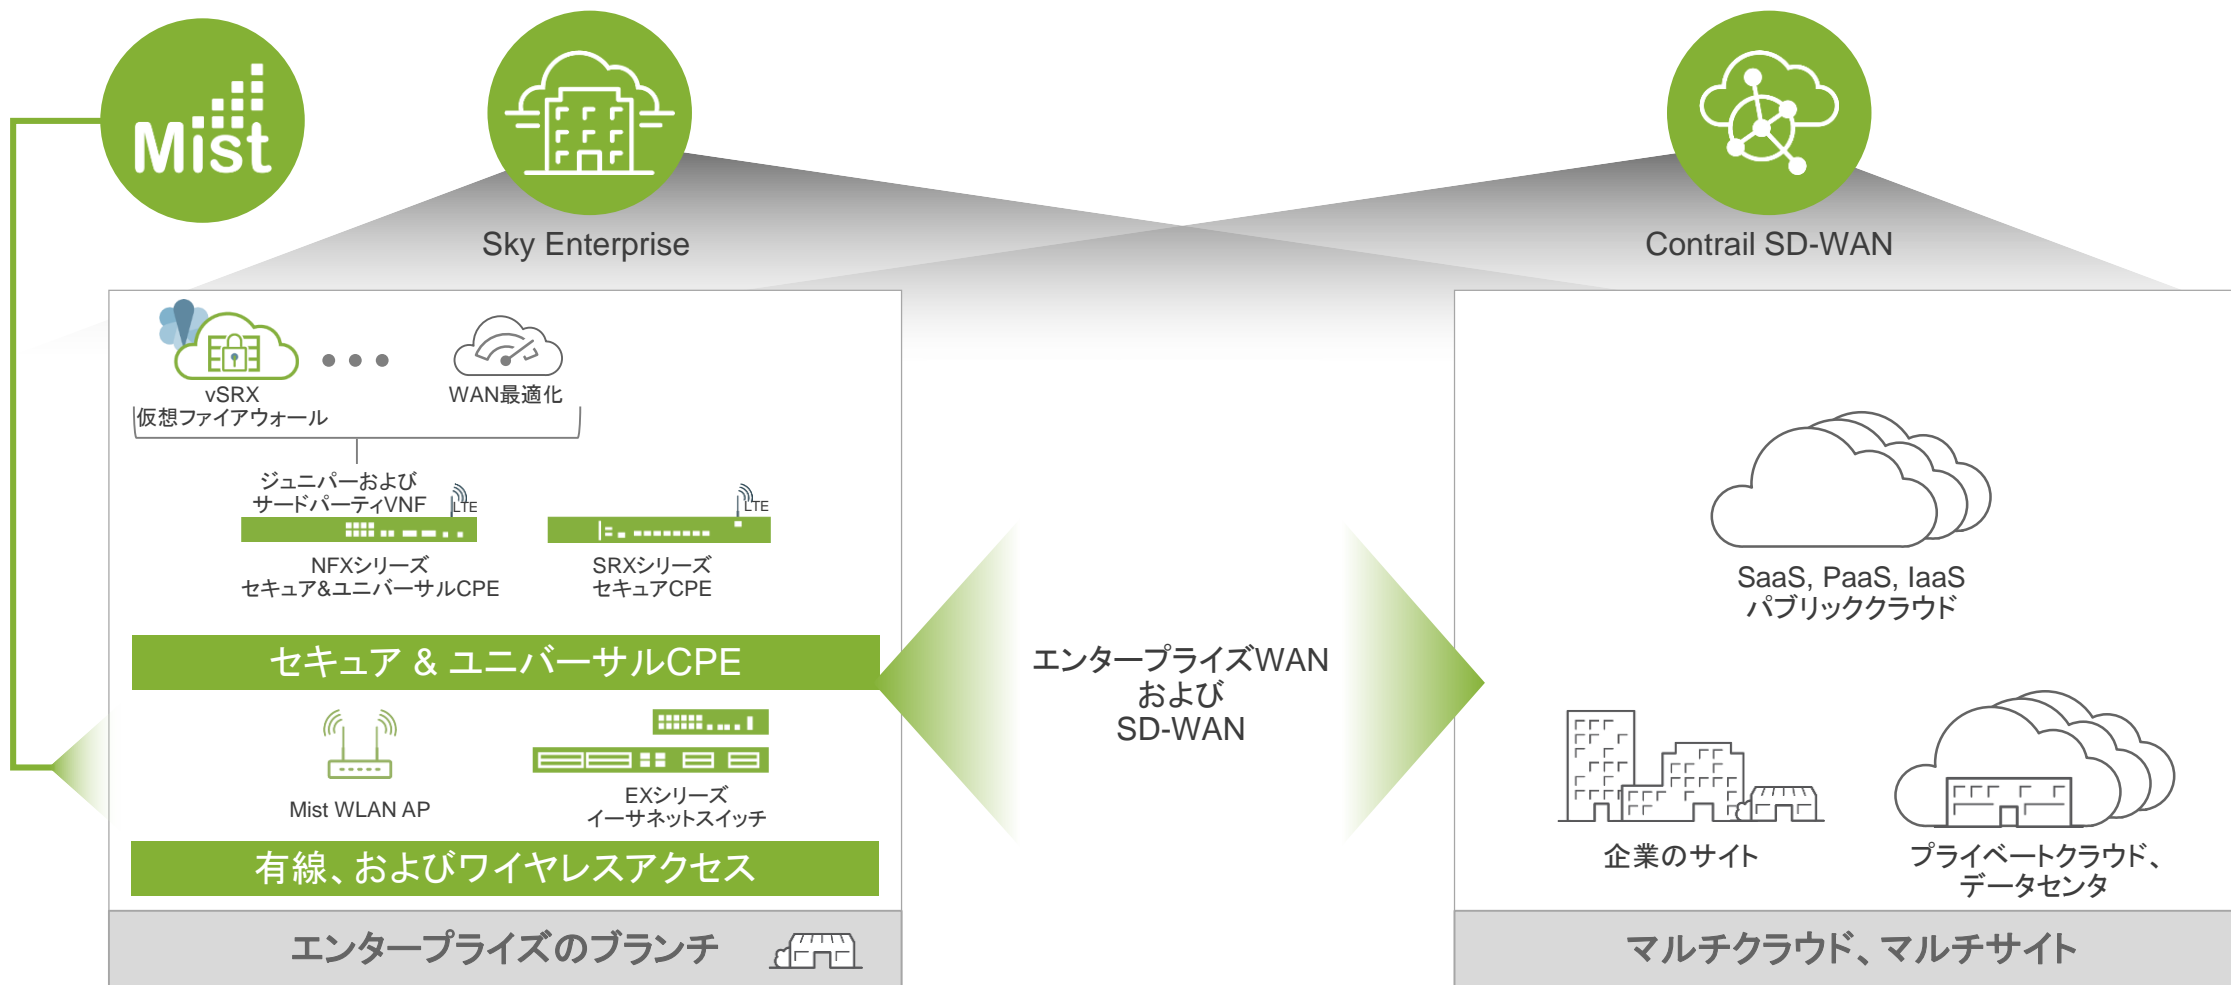 Mist
Sky Enterprise
Contrail SD-WAN
vSRX
仮想ファイアウォール
WAN最適化
ジュニパーおよび
サードパーティVNF
LTE
LTE
NFXシリーズ
セキュア&ユニバーサルCPE
SRXシリーズ
セキュアCPE
セキュア & ユニバーサルCPE
Mist WLAN AP
EXシリーズ
イーサネットスイッチ
有線、およびワイヤレスアクセス
エンタープライズのブランチ
エンタープライズWAN
および
SD-WAN
SaaS, PaaS, IaaS
パブリッククラウド
企業のサイト
プライベートクラウド、
データセンタ
マルチクラウド、マルチサイト